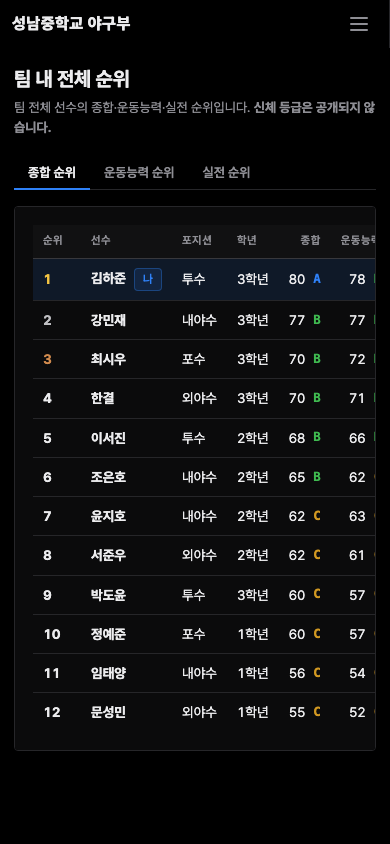 성남중학교 야구부
팀 내 전체 순위
팀 전체 선수의 종합·운동능력·실전 순위입니다. 신체 등급은 공개되지 않
습니다.
종합 순위 운동능력 순위 실전 순위
순위 선수 포지션 학년 종합 운동능력
1 김하준 나 투수 3학년 80 A 78
2 강민재 내야수 3학년 77 B 77
3 최시우 포수 3학년 70 B 72
4 한결 외야수 3학년 70 B 71
5 이서진 투수 2학년 68 B 66
6 조은호 내야수 2학년 65 B 62
7 윤지호 내야수 2학년 62 C 63
8 서준우 외야수 2학년 62 C 61
9 박도윤 투수 3학년 60 C 57
10 정예준 포수 1학년 60 C 57
11 임태양 내야수 1학년 56 C 54
12 문성민 외야수 1학년 55 C 52